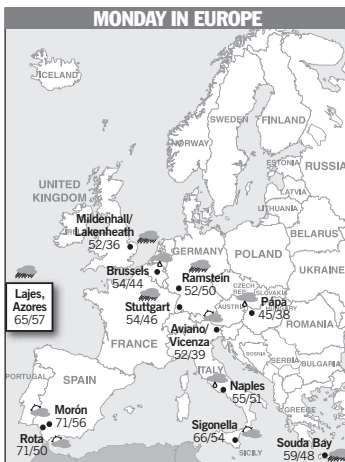 MONDAY IN EUROPE
ICELAND
SWEDEN
FINLAND
NORWAY
ESTONIA
RUSSIA
LATVIA
LITHUANIA
UNITED
KINGDOM
BELARUS
Mildenhall/
Lakenheath
52/36
GERMANY
POLAND
UKRAINE
Brussels
54/44
Ramstein
52/50
CZECH
REP.
SLOVAKIA
Lajes,
Azores
65/57
Stuttgart
54/46
AUSTRIA
Pápa
45/38
ROMANIA
Aviano/
Vicenza
52/39
FRANCE
BOSNIA
SERBIA
BULGARIA
ITALY
PORTUGAL
SPAIN
Naples
55/51
Morón
71/56
GREECE
Sigonella
66/54
Rota
71/50
SICILY
Souda Bay
59/48